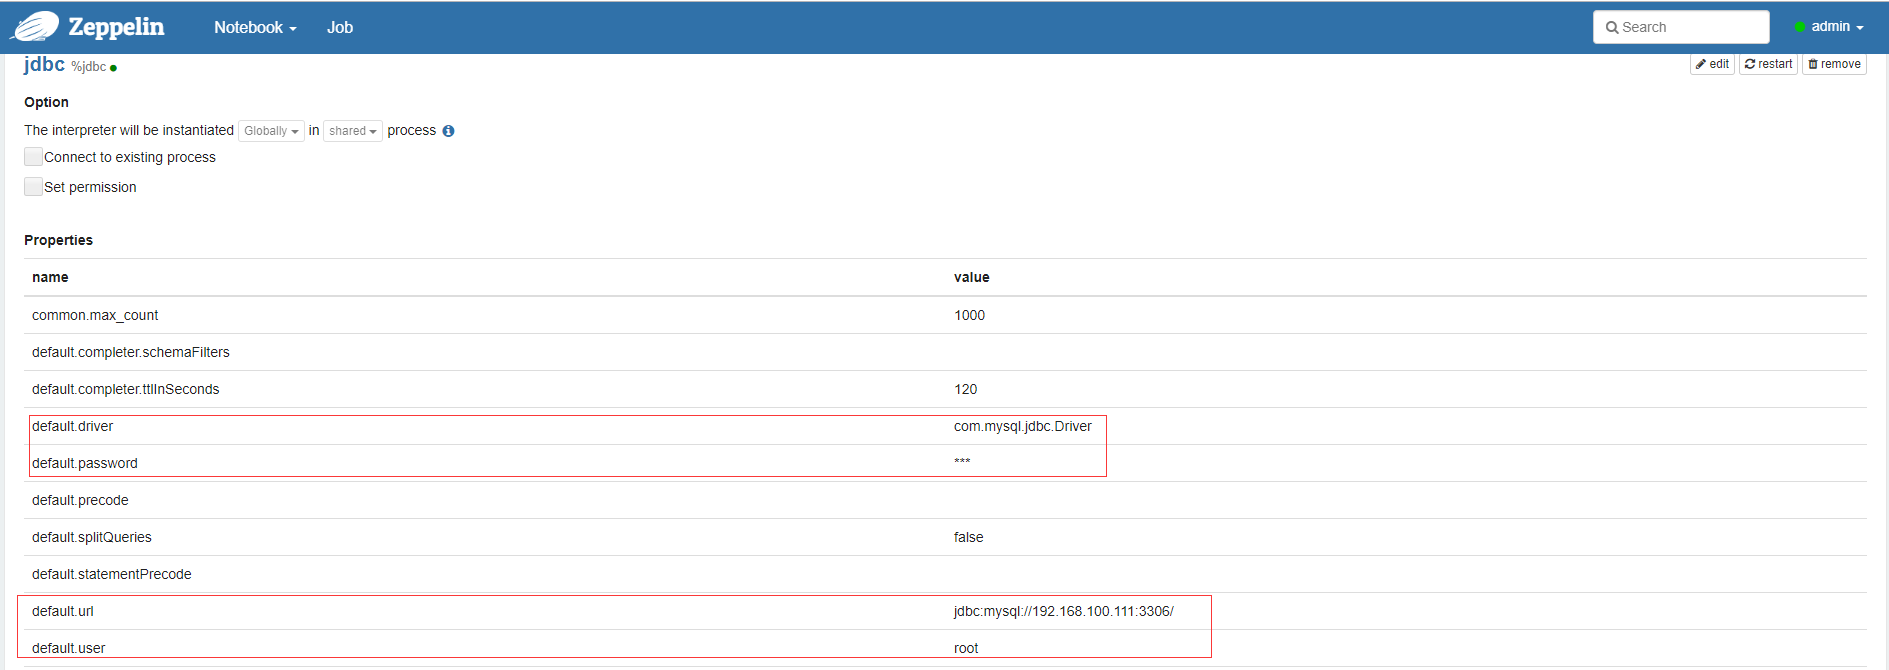 Zeppelin Notebook Job Search admin
jdbc %jdbc edit restart remove
Option
The interpreter will be instantiated Globally in shared process
Connect to existing process
Set permission
Properties
name value
common.max_count 1000
default.completer.schemaFilters
default.completer.ttlInSeconds 120
default.driver com.mysql.jdbc.Driver
default.password ***
default.precode
default.splitQueries false
default.statementPrecode
default.url jdbc:mysql://192.168.100.111:3306/
default.user root